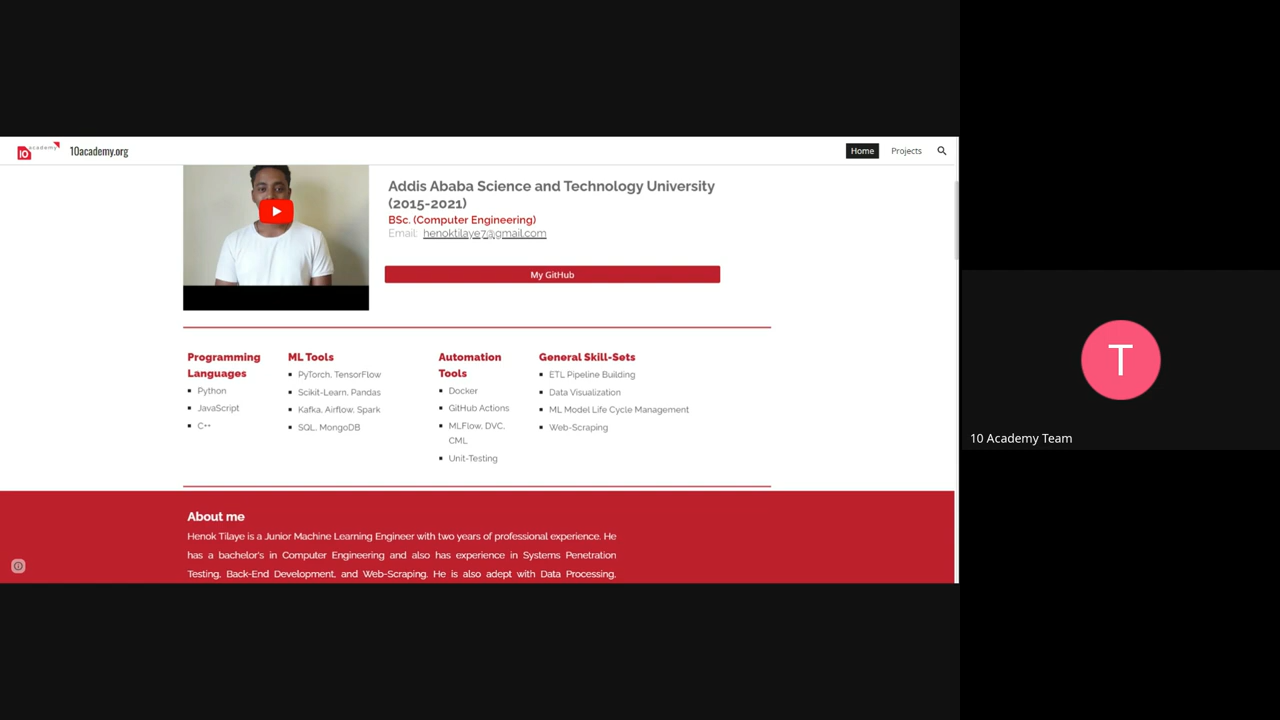 10 academy
10academy.org
Home
Projects
Addis Ababa Science and Technology University
(2015-2021)
BSc. (Computer Engineering)
Email: henoktilaye7@gmail.com
My GitHub
Programming
Languages
Python
JavaScript
C++
ML Tools
PyTorch, TensorFlow
Scikit-Learn, Pandas
Kafka, Airflow, Spark
SQL, MongoDB
Automation
Tools
Docker
GitHub Actions
MLFlow, DVC,
CML
Unit-Testing
General Skill-Sets
ETL Pipeline Building
Data Visualization
ML Model Life Cycle Management
Web-Scraping
About me
Henok Tilaye is a Junior Machine Learning Engineer with two years of professional experience. He
has a bachelor's in Computer Engineering and also has experience in Systems Penetration
Testing, Back-End Development, and Web-Scraping. He is also adept with Data Processing,
T
10 Academy Team